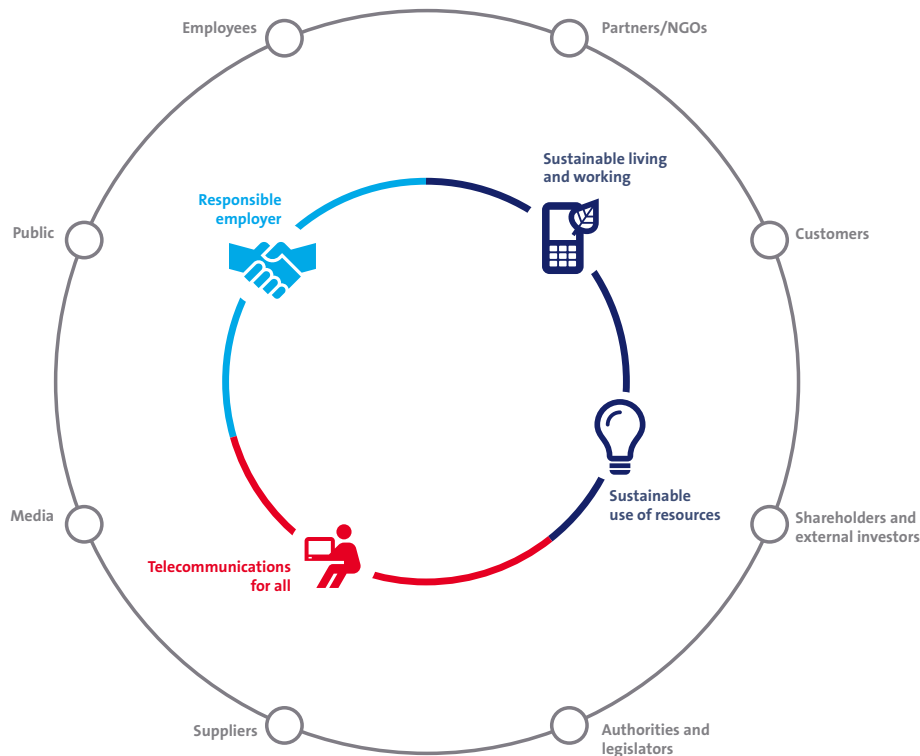 Employees
Partners/NGOs
Sustainable living
and working
Responsible
employer
Public
Customers
Sustainable
use of resources
Media
Shareholders and
external investors
Telecommunications
for all
Suppliers
Authorities and
legislators